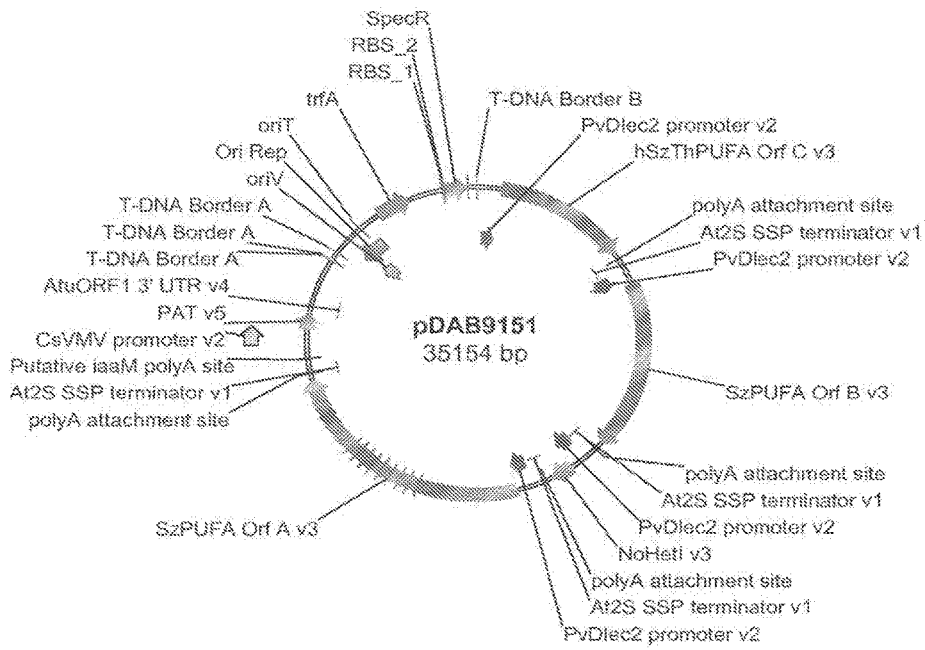 SpecR
RBS_2
RBS_1
trfA
oriT
Ori Rep
oriV
T-DNA Border A
T-DNA Border A
T-DNA Border A
AtuORF1 3' UTR v4
PAT v5
CsVMV promoter v2
Putative iaaM polyA site
At2S SSP terminator v1
polyA attachment site
SzPUFA Orf A v3
T-DNA Border B
PvDlec2 promoter v2
hSzThPUFA Orf C v3
polyA attachment site
At2S SSP terminator v1
PvDlec2 promoter v2
pDAB9151
35154 bp
SzPUFA Orf B v3
polyA attachment site
At2S SSP terminator v1
PvDlec2 promoter v2
NoHetI v3
polyA attachment site
At2S SSP terminator v1
PvDlec2 promoter v2